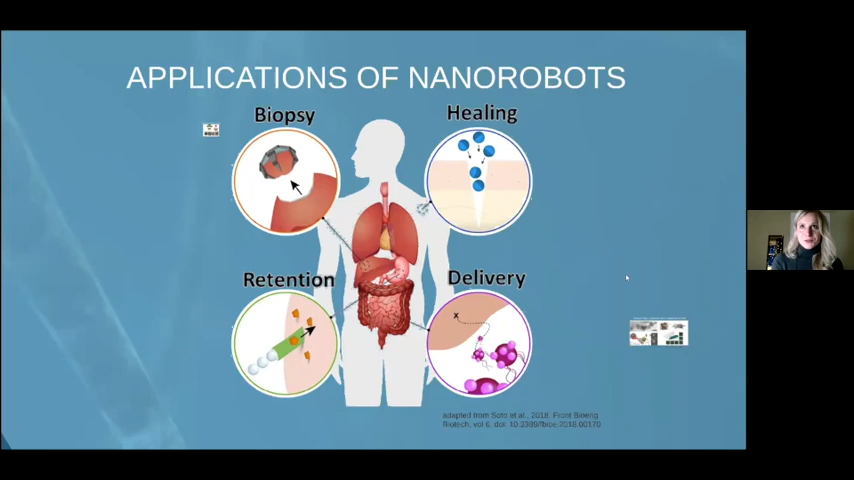 APPLICATIONS OF NANOROBOTS
Biopsy
Healing
Retention
Delivery
x
adapted from Soto et al., 2018. Front Bioeng
Biotech, vol 6. doi: 10.3389/fbioe.2018.00170